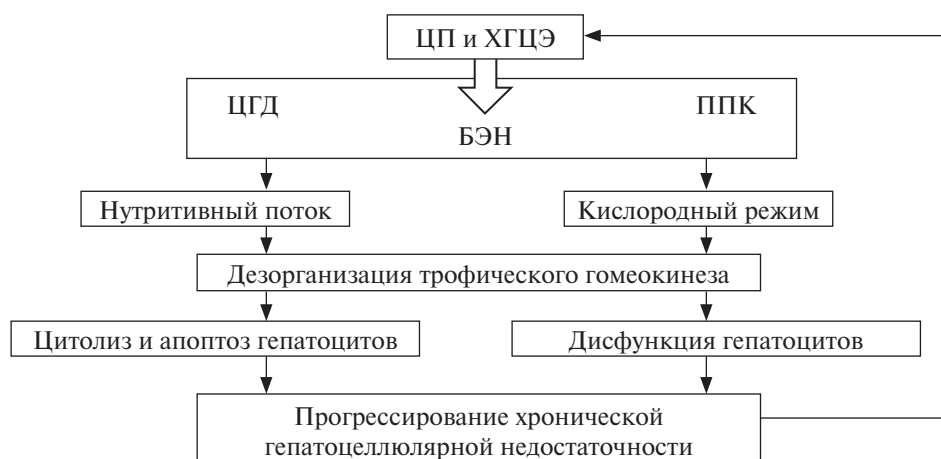 ЦП и ХГЦЭ
ЦГД
ППК
БЭН
Нутритивный поток
Кислородный режим
Дезорганизация трофического гомеокинеза
Цитолиз и апоптоз гепатоцитов
Дисфункция гепатоцитов
Прогрессирование хронической
гепатоцеллюлярной недостаточности